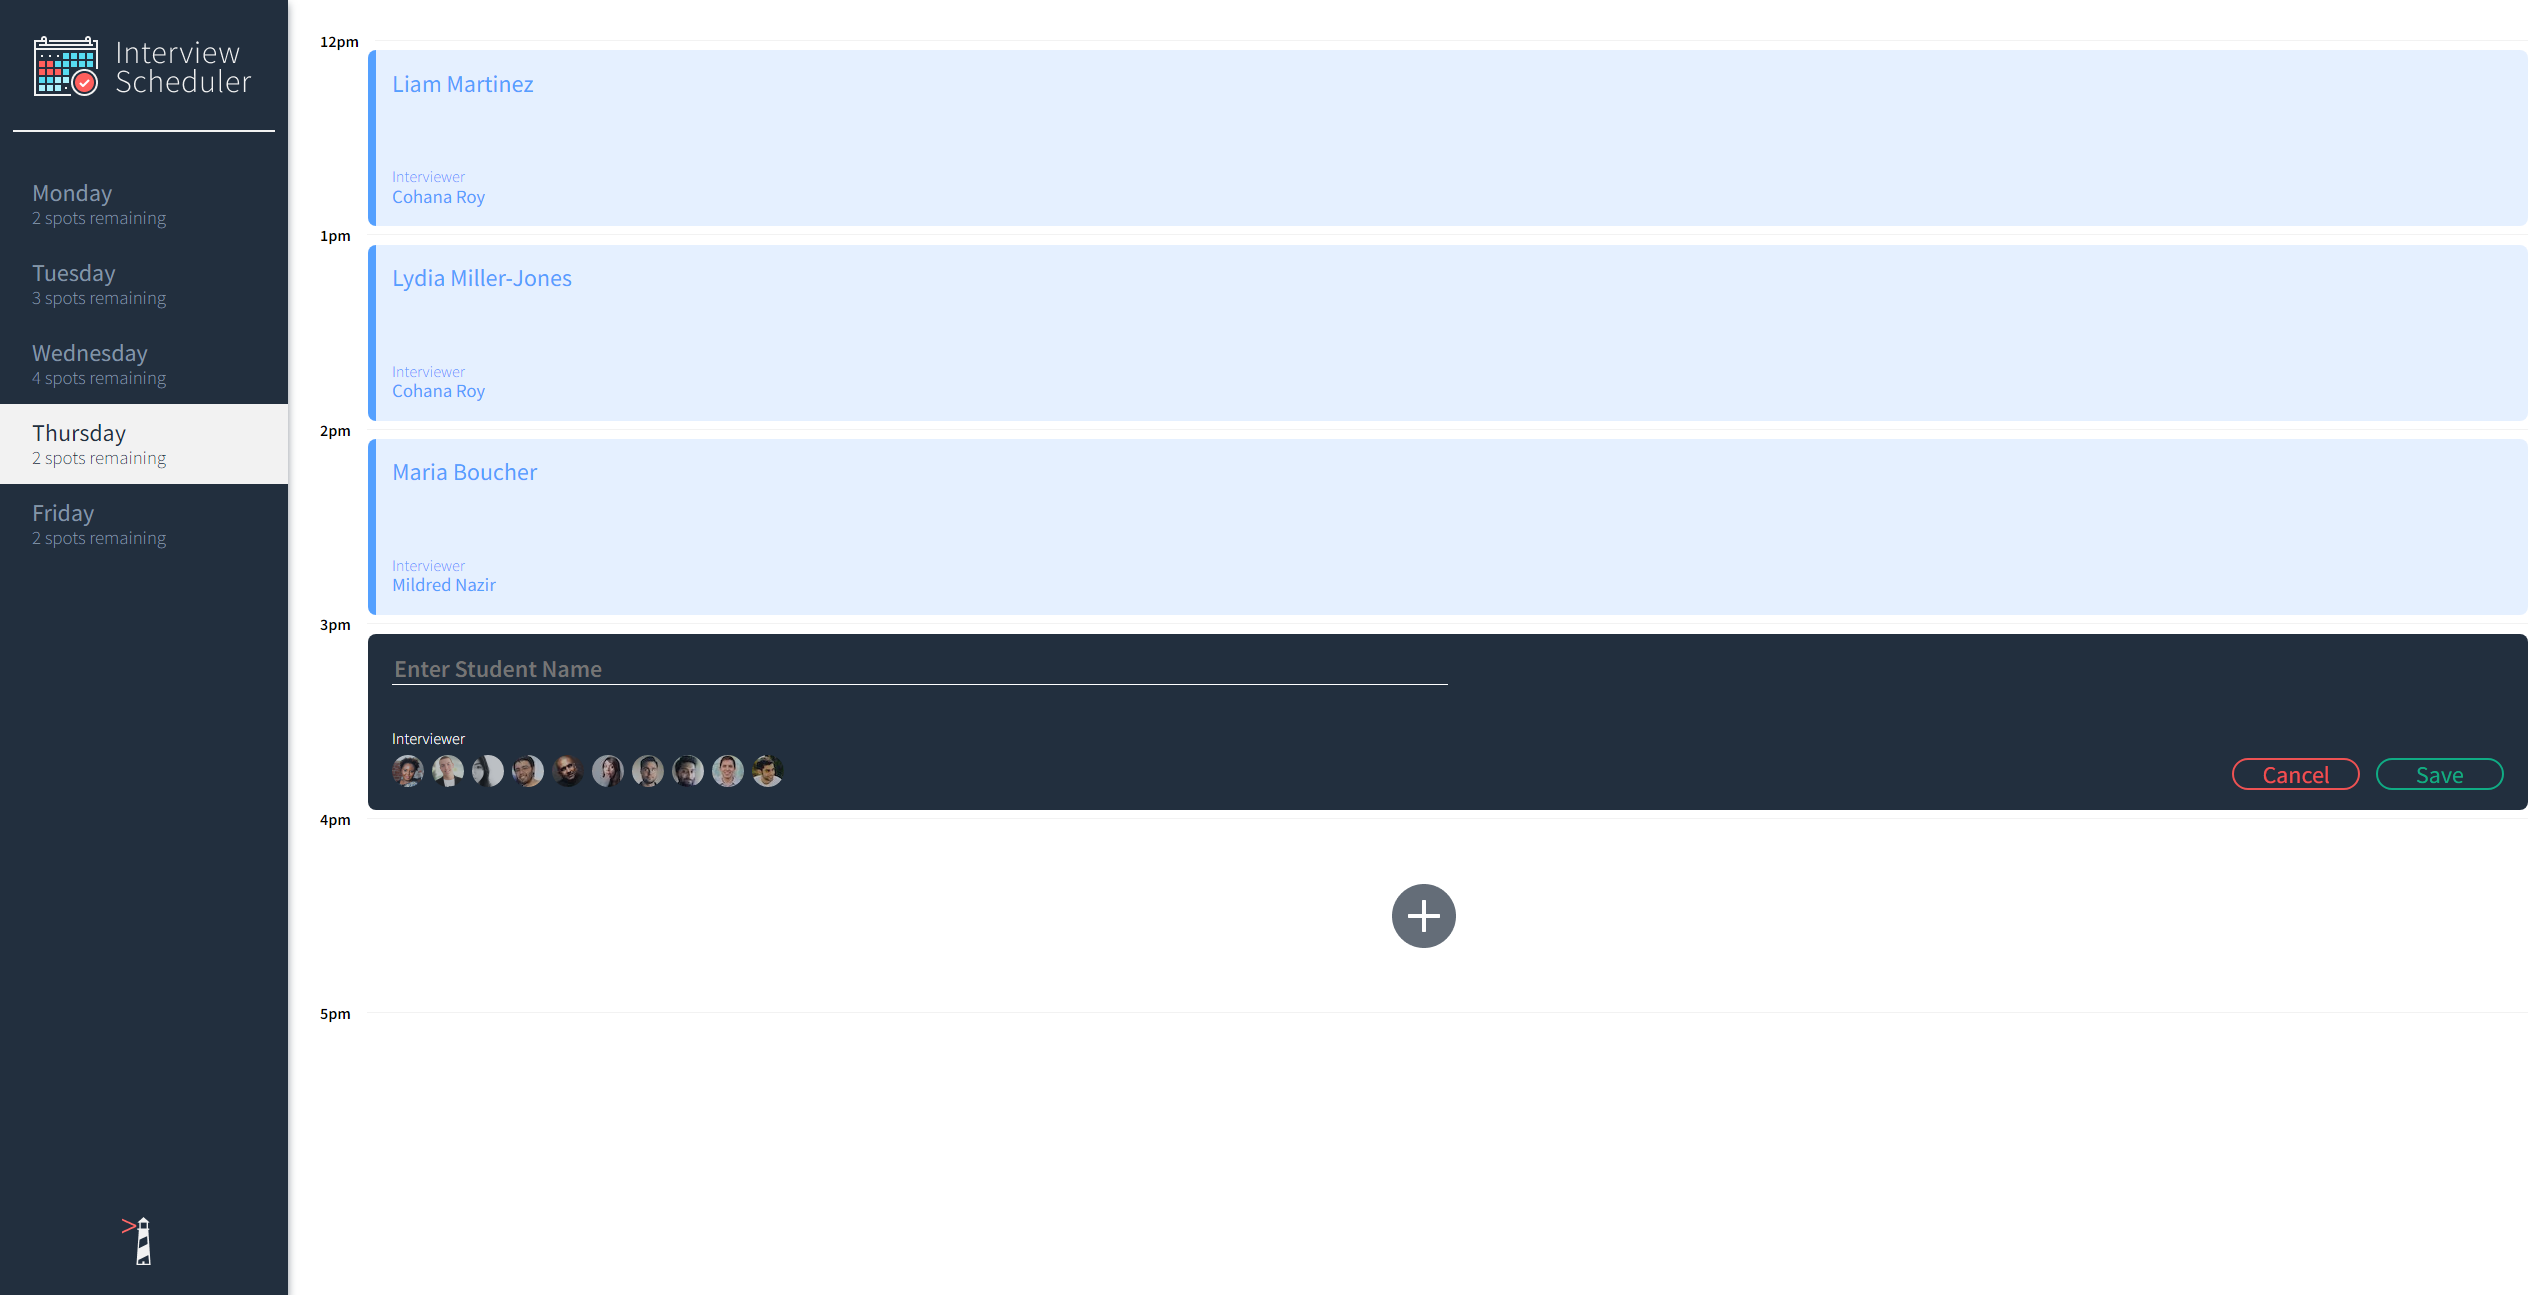 Interview
Scheduler
Monday
2 spots remaining
Tuesday
3 spots remaining
Wednesday
4 spots remaining
Thursday
2 spots remaining
Friday
2 spots remaining
12pm
Liam Martinez
Interviewer
Cohana Roy
1pm
Lydia Miller-Jones
Interviewer
Cohana Roy
2pm
Maria Boucher
Interviewer
Mildred Nazir
3pm
Enter Student Name
Interviewer
Cancel
Save
4pm
5pm